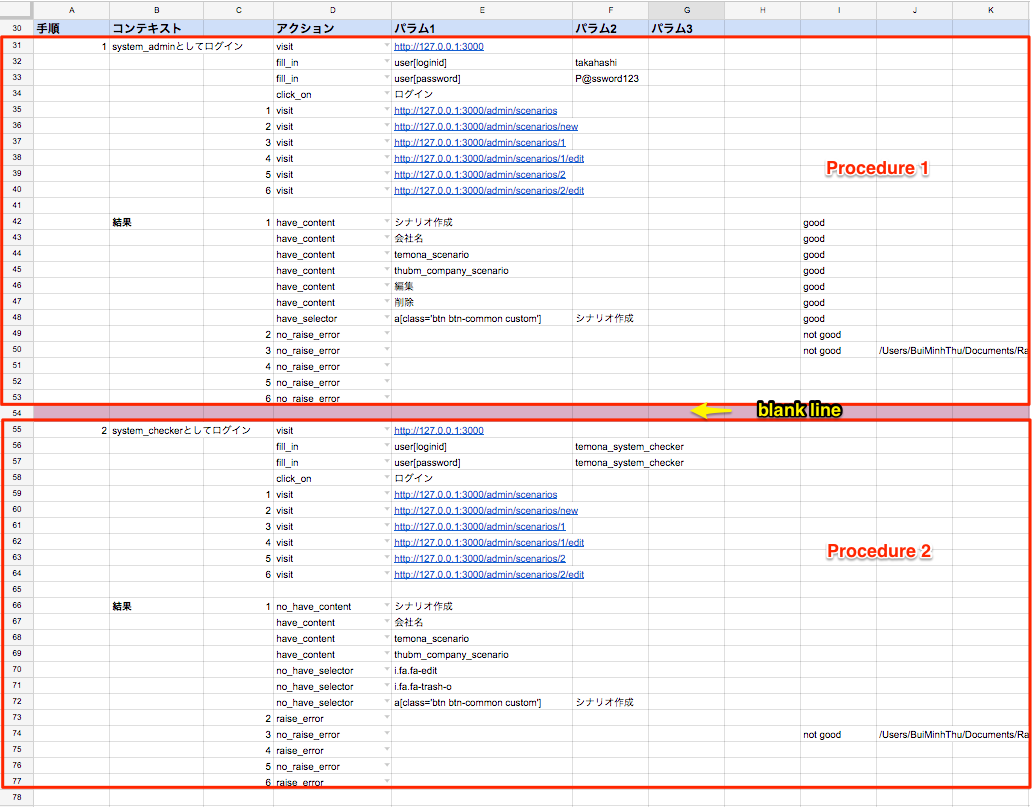 A B C D E F G H I J K
30 手順 コンテキスト アクション パラム1 パラム2 パラム3
31 1 system_adminとしてログイン visit http://127.0.0.1:3000
32 fill_in user[loginid] takahashi
33 fill_in user[password] P@ssword123
34 click_on ログイン
35 1 visit http://127.0.0.1:3000/admin/scenarios
36 2 visit http://127.0.0.1:3000/admin/scenarios/new
37 3 visit http://127.0.0.1:3000/admin/scenarios/1
38 4 visit http://127.0.0.1:3000/admin/scenarios/1/edit
Procedure 1
39 5 visit http://127.0.0.1:3000/admin/scenarios/2
40 6 visit http://127.0.0.1:3000/admin/scenarios/2/edit
41
42 結果 1 have_content シナリオ作成 good
43 have_content 会社名 good
44 have_content temona_scenario good
45 have_content thubm_company_scenario good
46 have_content 編集 good
47 have_content 削除 good
48 have_selector a[class='btn btn-common custom'] シナリオ作成 good
49 2 no_raise_error not good
50 3 no_raise_error not good /Users/BuiMinhThu/Documents/Ra
51 4 no_raise_error
52 5 no_raise_error
53 6 no_raise_error
54 blank line
55 2 system_checkerとしてログイン visit http://127.0.0.1:3000
56 fill_in user[loginid] temona_system_checker
57 fill_in user[password] temona_system_checker
58 click_on ログイン
59 1 visit http://127.0.0.1:3000/admin/scenarios
60 2 visit http://127.0.0.1:3000/admin/scenarios/new
61 3 visit http://127.0.0.1:3000/admin/scenarios/1
62 4 visit http://127.0.0.1:3000/admin/scenarios/1/edit
Procedure 2
63 5 visit http://127.0.0.1:3000/admin/scenarios/2
64 6 visit http://127.0.0.1:3000/admin/scenarios/2/edit
65
66 結果 1 no_have_content シナリオ作成
67 have_content 会社名
68 have_content temona_scenario
69 have_content thubm_company_scenario
70 no_have_selector i.fa.fa-edit
71 no_have_selector i.fa.fa-trash-o
72 no_have_selector a[class='btn btn-common custom'] シナリオ作成
73 2 raise_error
74 3 no_raise_error not good /Users/BuiMinhThu/Documents/Ra
75 4 raise_error
76 5 no_raise_error
77 6 raise_error
78